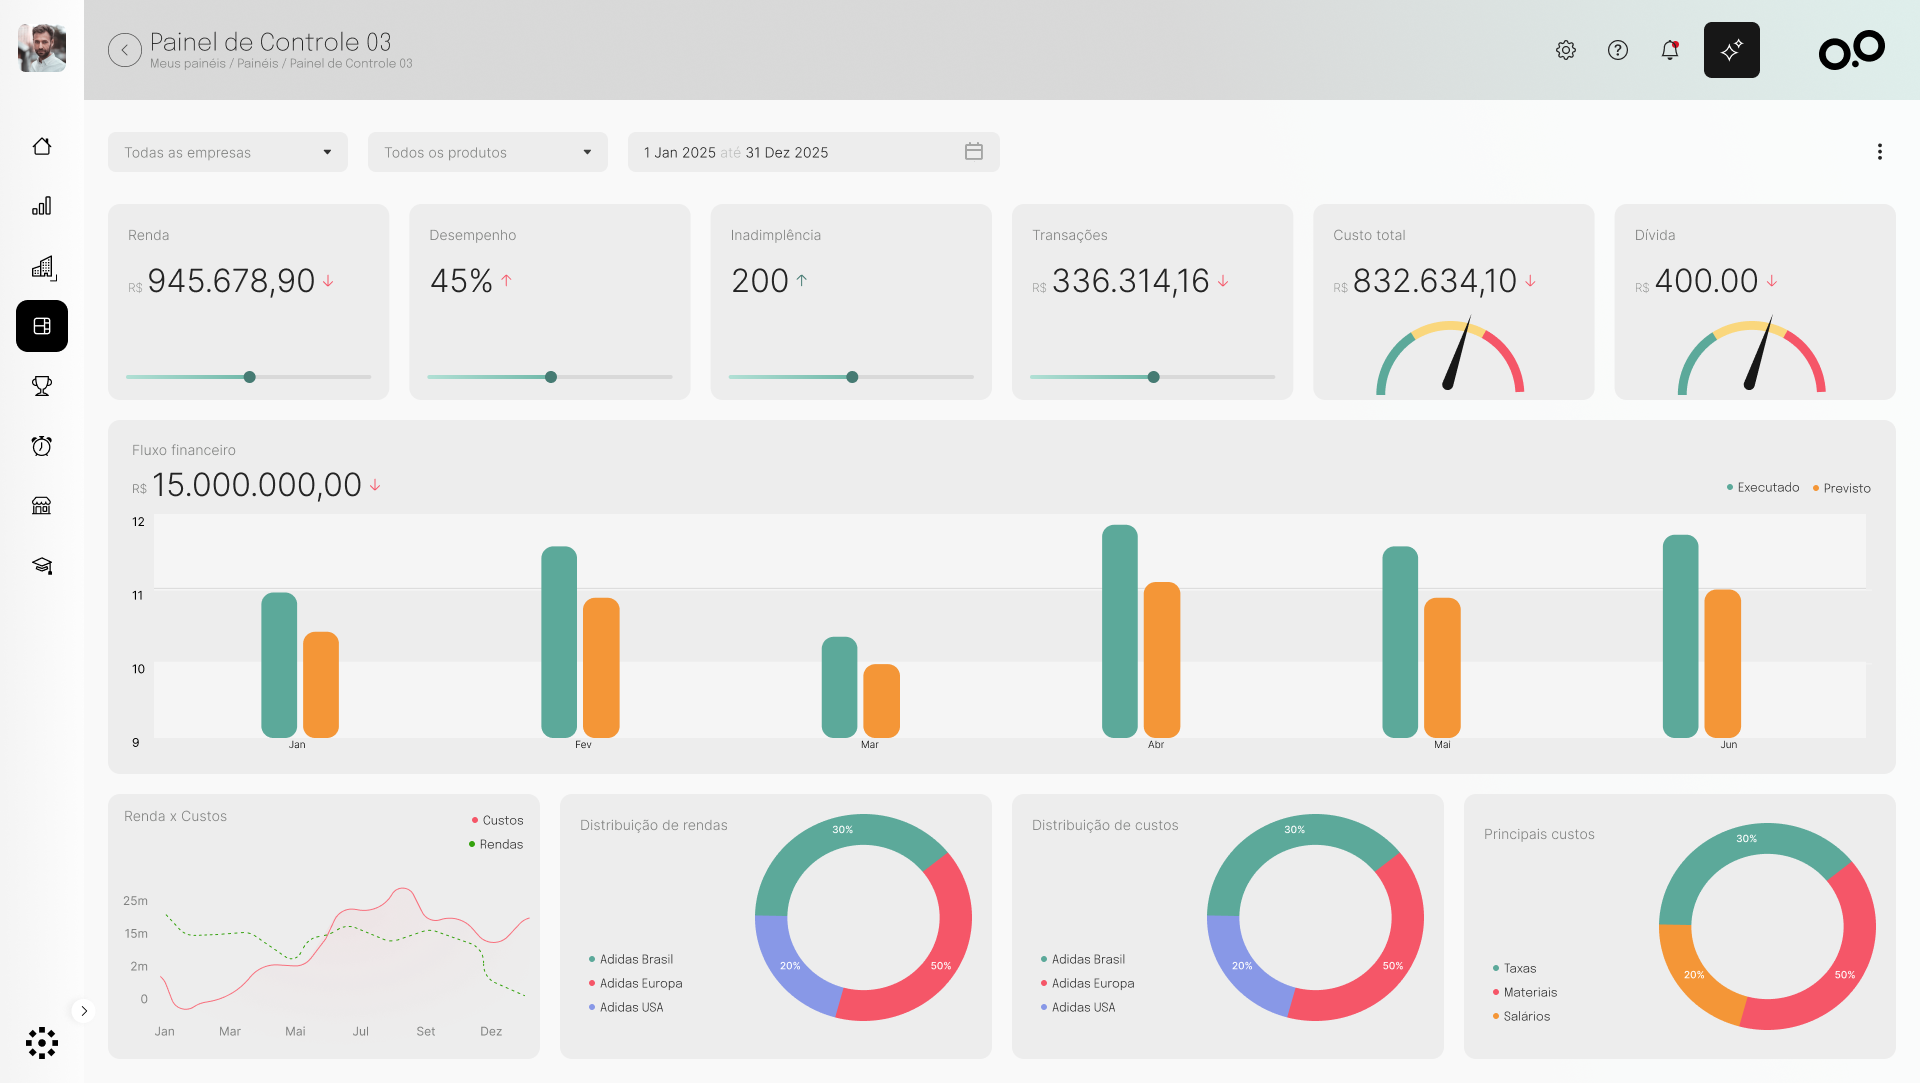 Painel de Controle 03
Meus painéis / Painéis / Painel de Controle 03
Todas as empresas
Todos os produtos
1 Jan 2025 até 31 Dez 2025
Renda
R$ 945.678,90
Desempenho
45%
Inadimplência
200
Transações
R$ 336.314,16
Custo total
R$ 832.634,10
Dívida
R$ 400.00
Fluxo financeiro
R$ 15.000.000,00
Executado
Previsto
12
11
10
9
Jan
Fev
Mar
Abr
Mai
Jun
Renda x Custos
Custos
Rendas
25m
15m
2m
0
Jan
Mar
Mai
Jul
Set
Dez
Distribuição de rendas
30%
50%
20%
Adidas Brasil
Adidas Europa
Adidas USA
Distribuição de custos
30%
50%
20%
Adidas Brasil
Adidas Europa
Adidas USA
Principais custos
30%
50%
20%
Taxas
Materiais
Salários